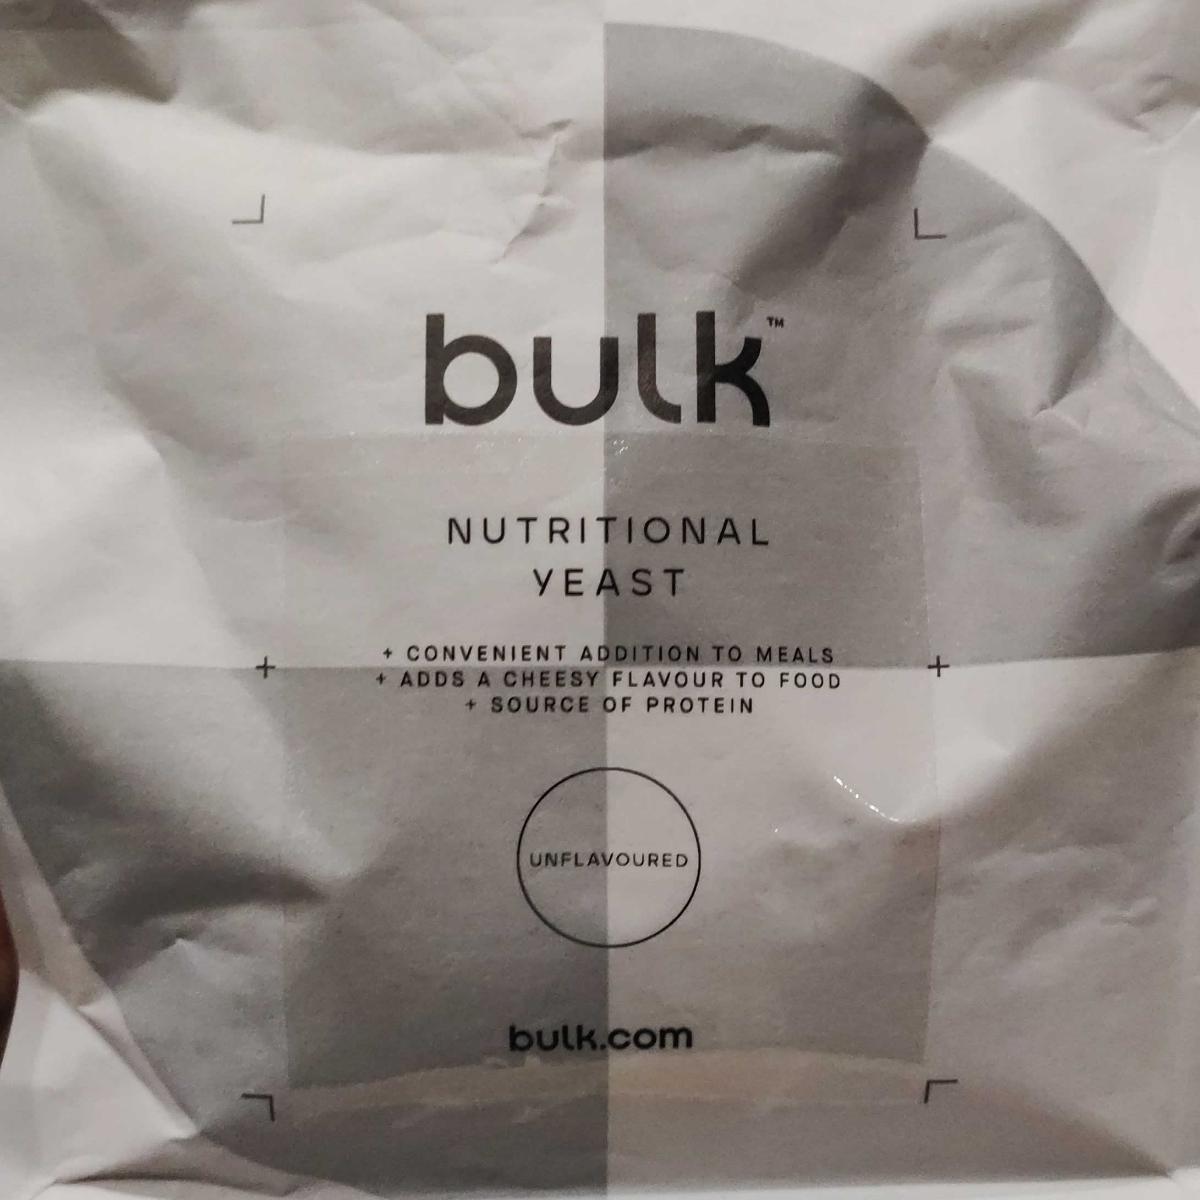 bulk™
NUTRITIONAL
YEAST
+ CONVENIENT ADDITION TO MEALS
+ ADDS A CHEESY FLAVOUR TO FOOD
+ SOURCE OF PROTEIN
UNFLAVOURED
bulk.com